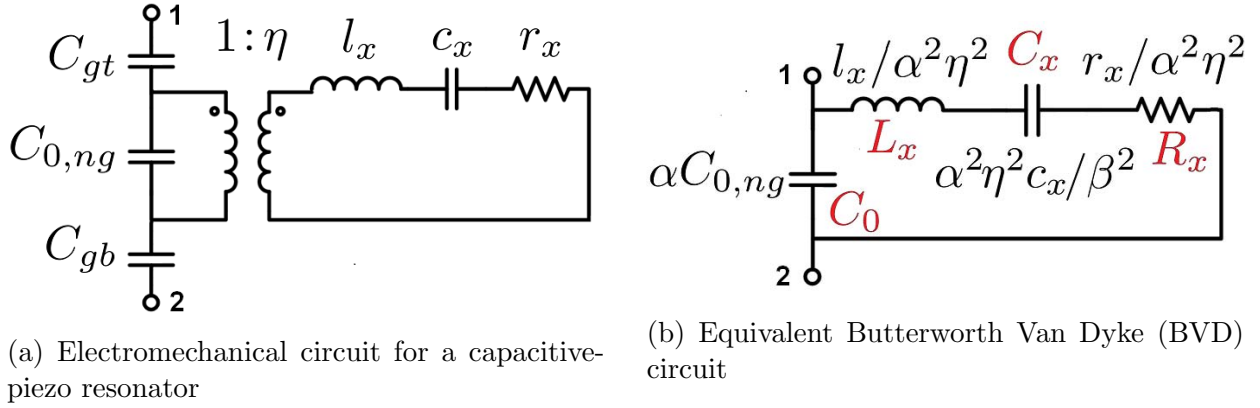 1
C_{gt}
1:η
l_x
c_x
r_x
C_{0,ng}
C_{gb}
2
(a) Electromechanical circuit for a capacitive-
piezo resonator
1
l_x/α²η²
C_x
r_x/α²η²
L_x
R_x
αC_{0,ng}
α²η²c_x/β²
C_0
2
(b) Equivalent Butterworth Van Dyke (BVD)
circuit